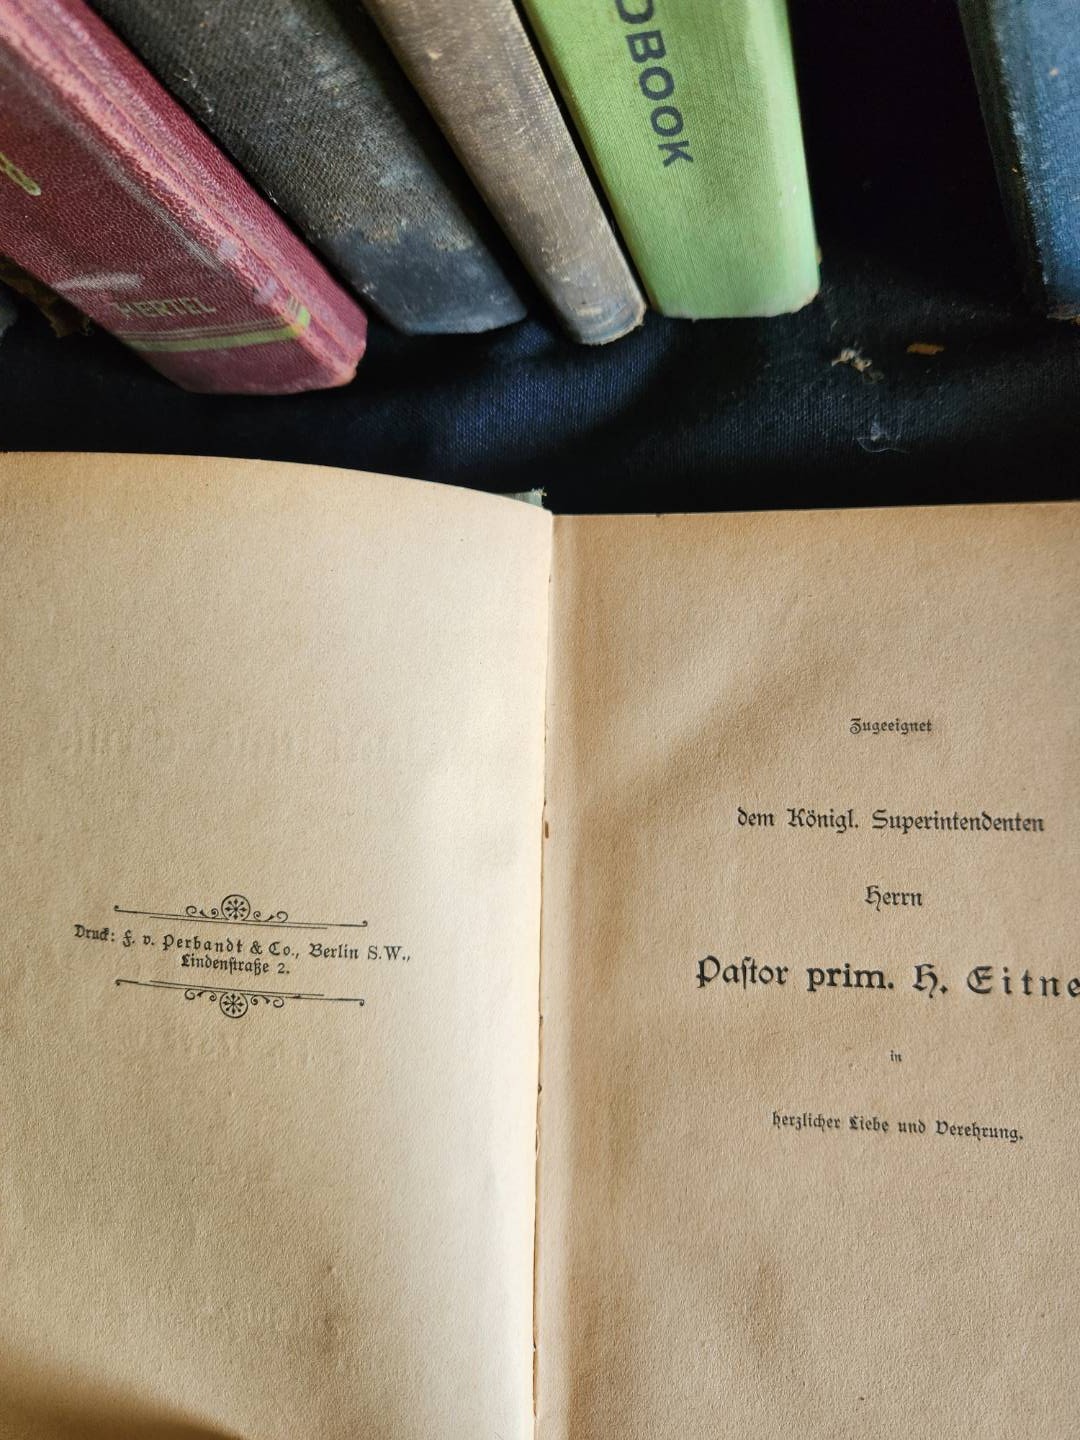 OBOOK
VIERTEL
Druck: F. v. Perbandt & Co., Berlin S.W.,
Lindenstraße 2.
Zugeeignet
dem Königl. Superintendenten
Herrn
Paſtor prim. H. Eitne
in
herzlicher Liebe und Verehrung.